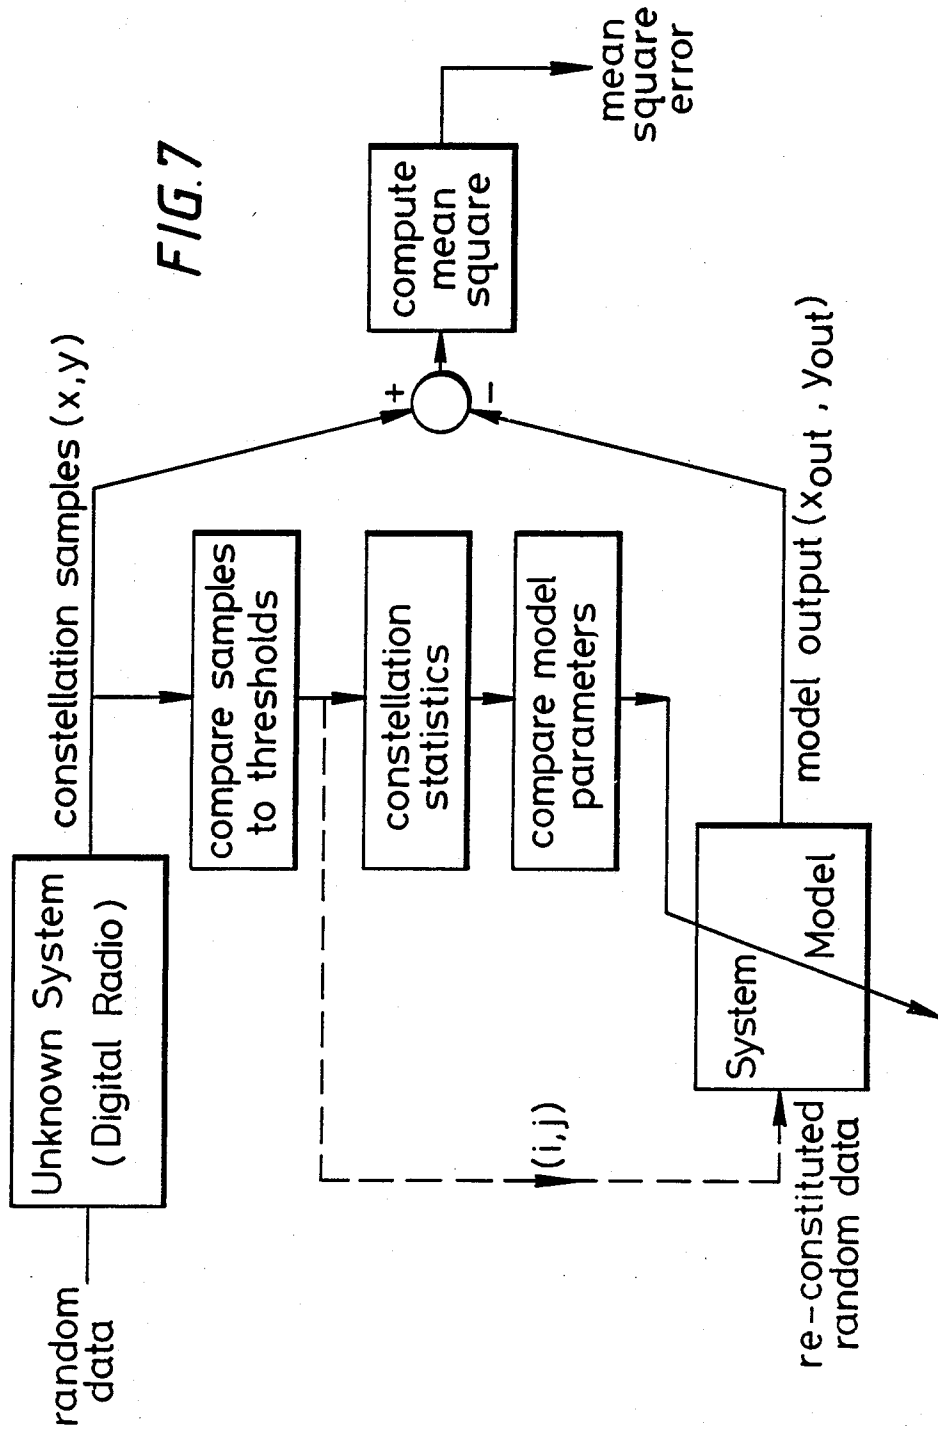 FIG.7
random
data
Unknown System
(Digital Radio)
constellation samples (x,y)
compare samples
to thresholds
constellation
statistics
compare model
parameters
+
-
compute
mean
square
mean
square
error
(i,j)
re-constituted
random data
System
Model
model output (xout , yout)